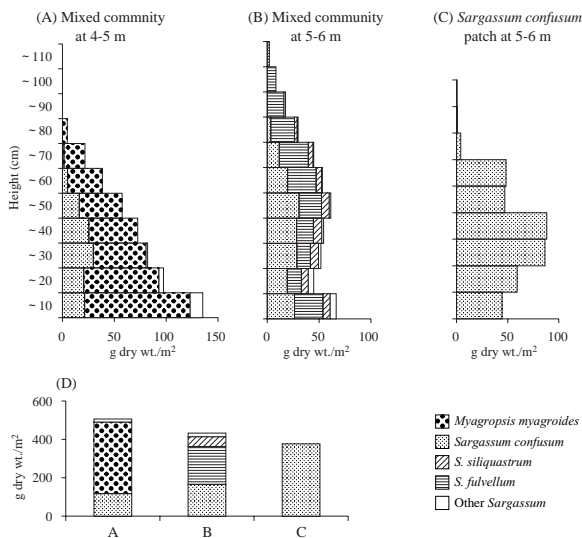 (A) Mixed commnity
at 4-5 m
(B) Mixed community
at 5-6 m
(C) Sargassum confusum
patch at 5-6 m
Height (cm)
~ 110
~ 100
~ 90
~ 80
~ 70
~ 60
~ 50
~ 40
~ 30
~ 20
~ 10
0 50 100 150
g dry wt./m²
0 50 100
g dry wt./m²
0 50 100
g dry wt./m²
(D)
g dry wt./m²
600
400
200
0
A B C
Myagropsis myagroides
Sargassum confusum
S. siliquastrum
S. fulvellum
Other Sargassum